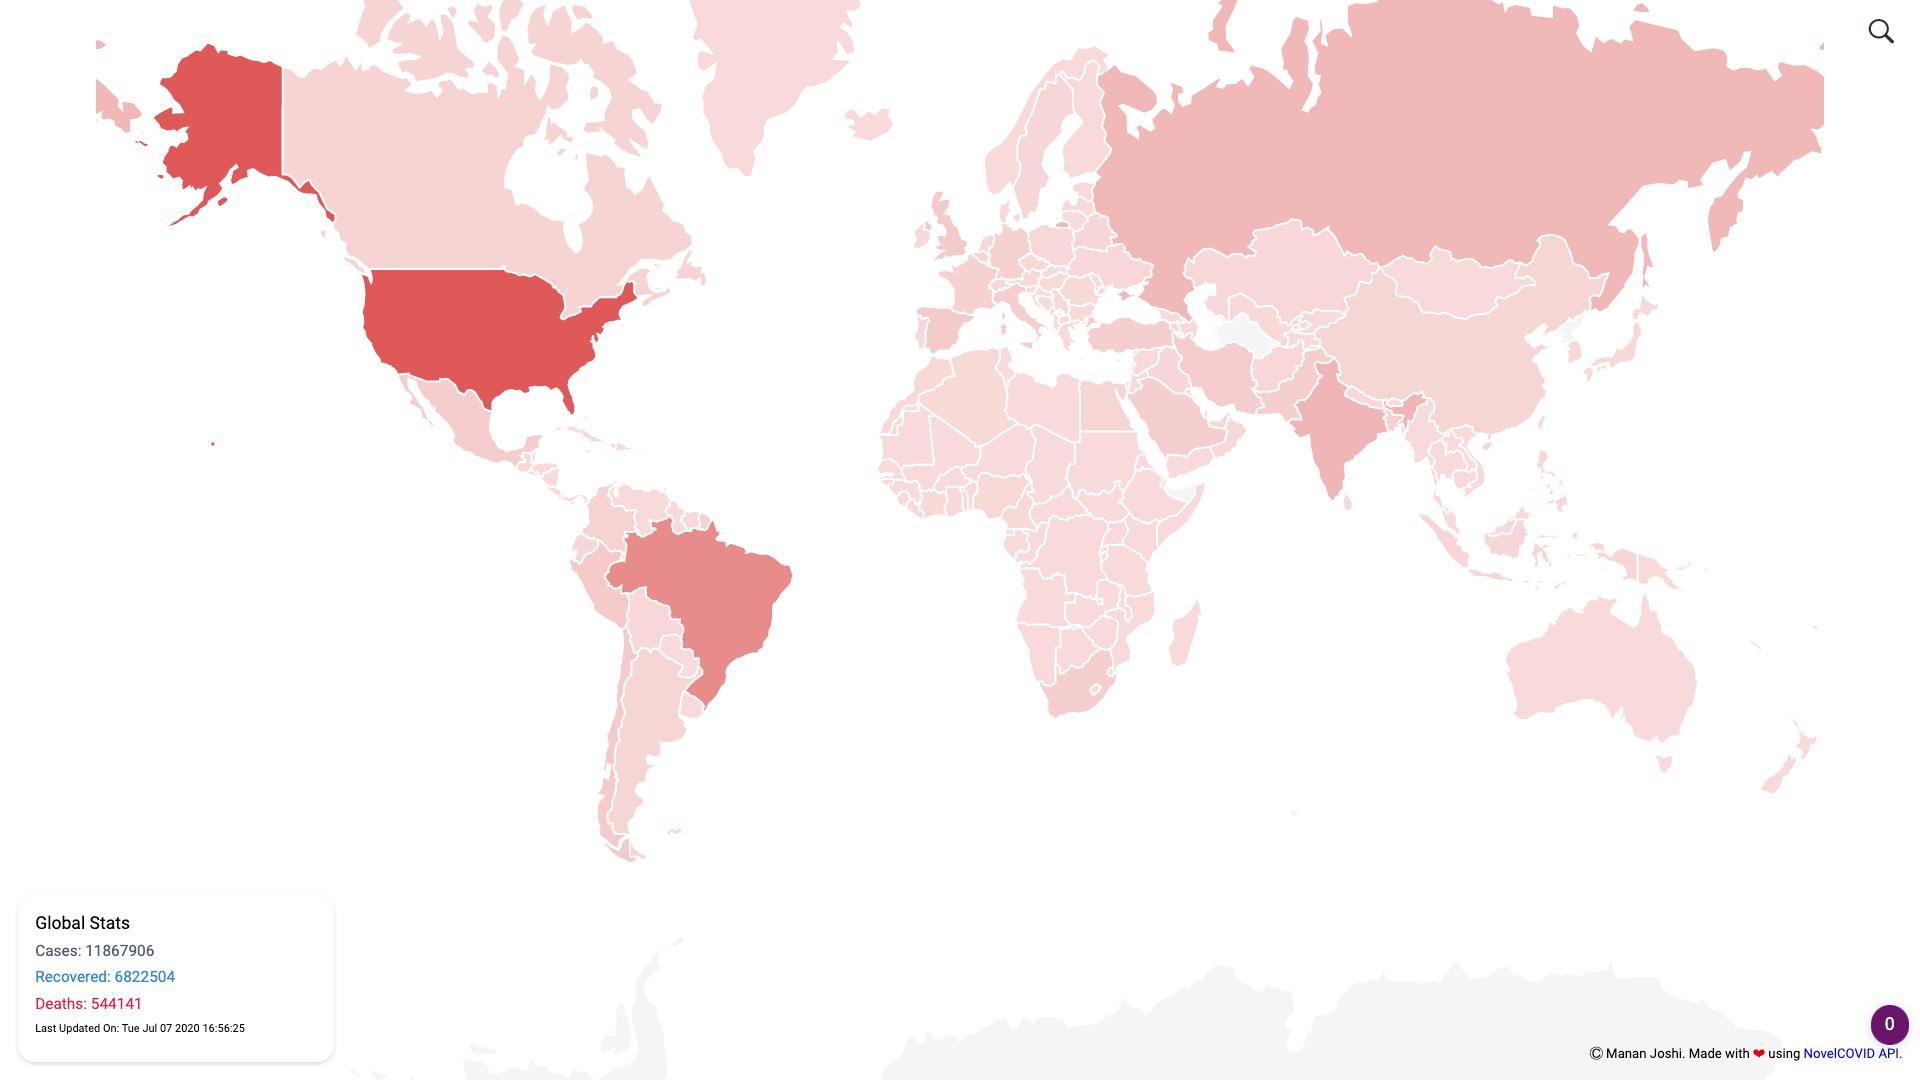 Global Stats
Cases: 11867906
Recovered: 6822504
Deaths: 544141
Last Updated On: Tue Jul 07 2020 16:56:25
0
© Manan Joshi. Made with ❤ using NovelCOVID API.